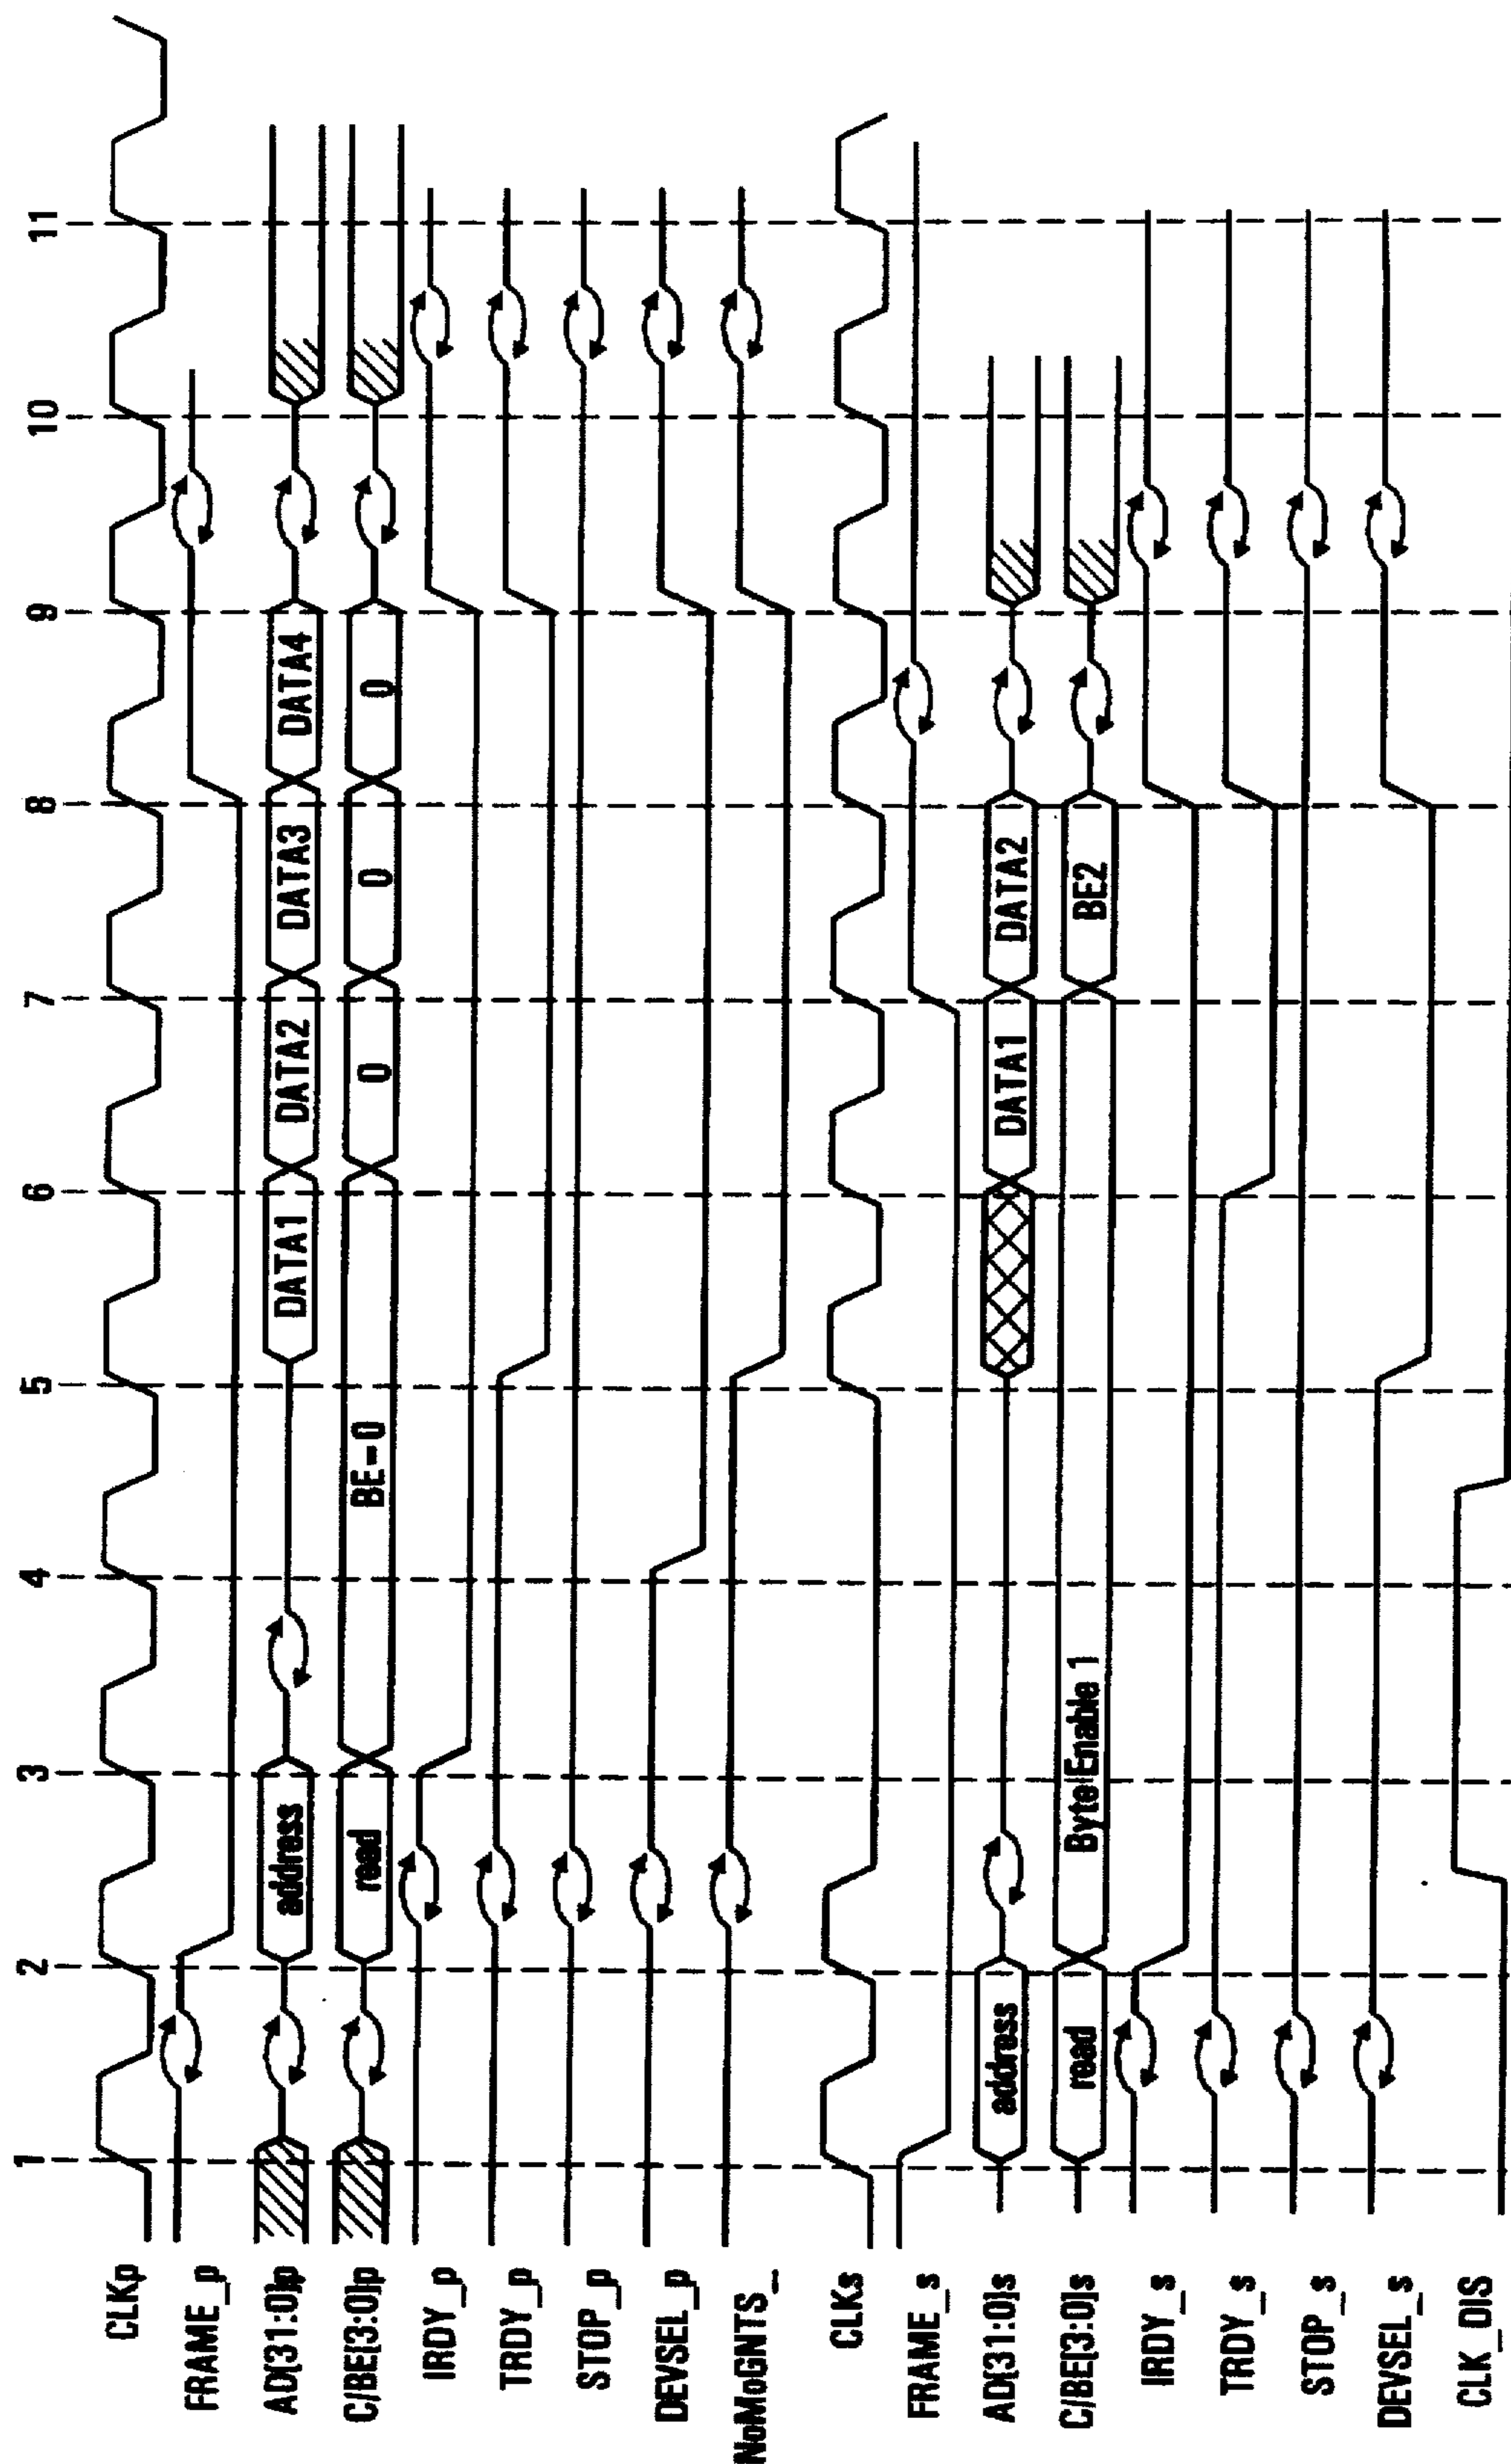 1 2 3 4 5 6 7 8 9 10 11
CLKp
FRAME_p
AD[31:0]p address DATA1 DATA2 DATA3 DATA4
C/BE[3:0]p read BE-0 0 0 0
IRDY_p
TRDY_p
STOP_p
DEVSEL_p
NoMoGNTS_
CLKs
FRAME_s
AD[31:0]s address DATA1 DATA2
C/BE[3:0]s read Byte Enable 1 BE2
IRDY_s
TRDY_s
STOP_s
DEVSEL_s
CLK_DIS